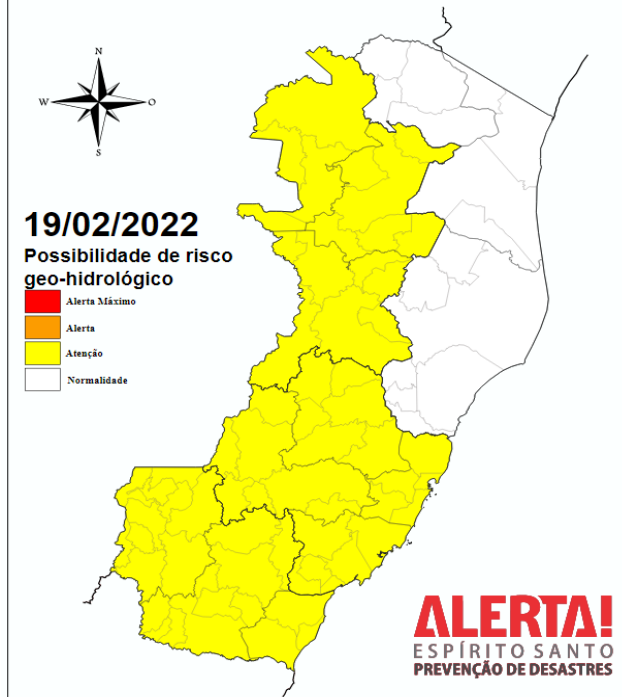 N
W
O
S
19/02/2022
Possibilidade de risco
geo-hidrológico
Alerta Máximo
Alerta
Atenção
Normalidade
ALERTA!
ESPÍRITO SANTO
PREVENÇÃO DE DESASTRES